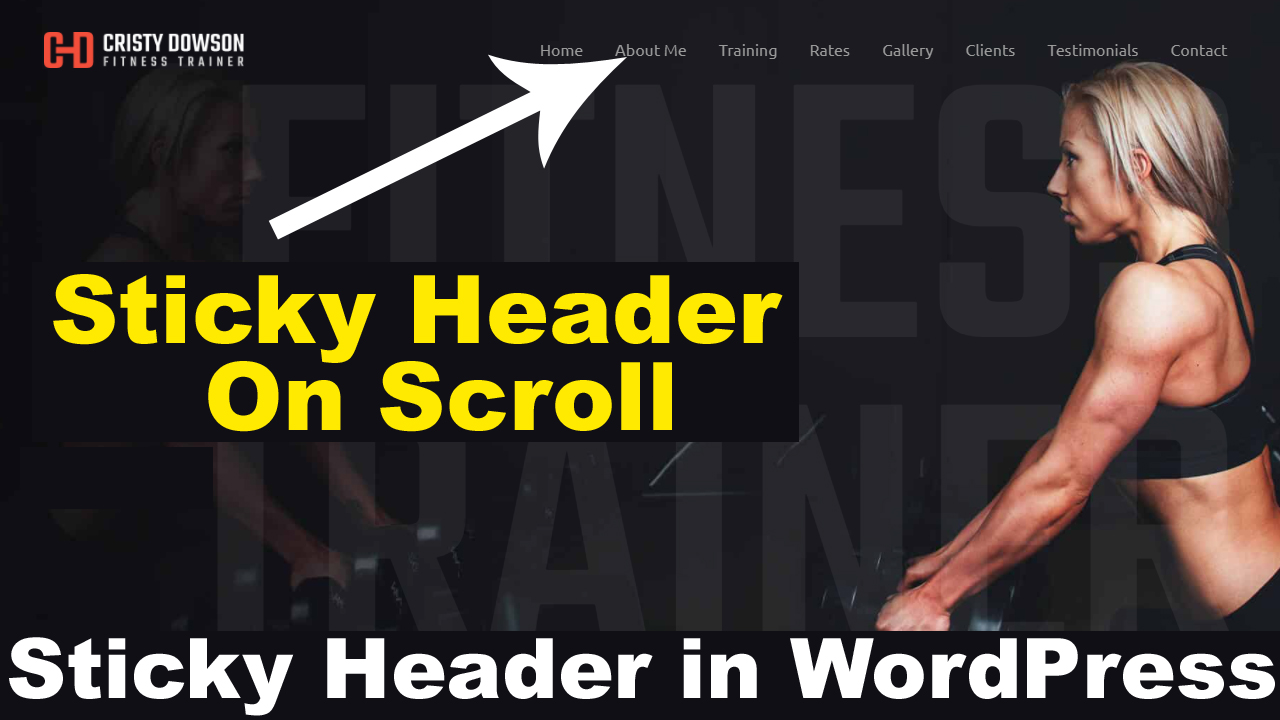 CRISTY DOWSON
FITNESS TRAINER
Home About Me Training Rates Gallery Clients Testimonials Contact
FITNESS
Sticky Header
On Scroll
TRAINER
Sticky Header in WordPress